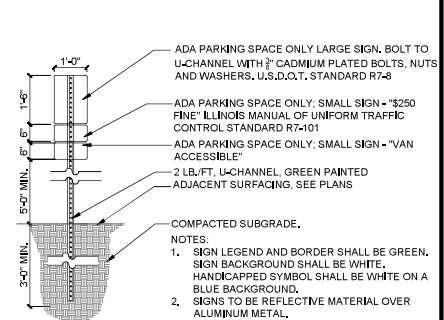 1'-0"
1'-6"
6"
6"
5'-0" MIN.
3'-0" MIN.
ADA PARKING SPACE ONLY LARGE SIGN. BOLT TO
U-CHANNEL WITH 3/8" CADMIUM PLATED BOLTS, NUTS
AND WASHERS. U.S.D.O.T. STANDARD R7-8
ADA PARKING SPACE ONLY; SMALL SIGN - "$250
FINE" ILLINOIS MANUAL OF UNIFORM TRAFFIC
CONTROL STANDARD R7-101
ADA PARKING SPACE ONLY; SMALL SIGN - "VAN
ACCESSIBLE"
2 LB./FT, U-CHANNEL, GREEN PAINTED
ADJACENT SURFACING, SEE PLANS
COMPACTED SUBGRADE.
NOTES:
1. SIGN LEGEND AND BORDER SHALL BE GREEN.
SIGN BACKGROUND SHALL BE WHITE.
HANDICAPPED SYMBOL SHALL BE WHITE ON A
BLUE BACKGROUND.
2. SIGNS TO BE REFLECTIVE MATERIAL OVER
ALUMINUM METAL.